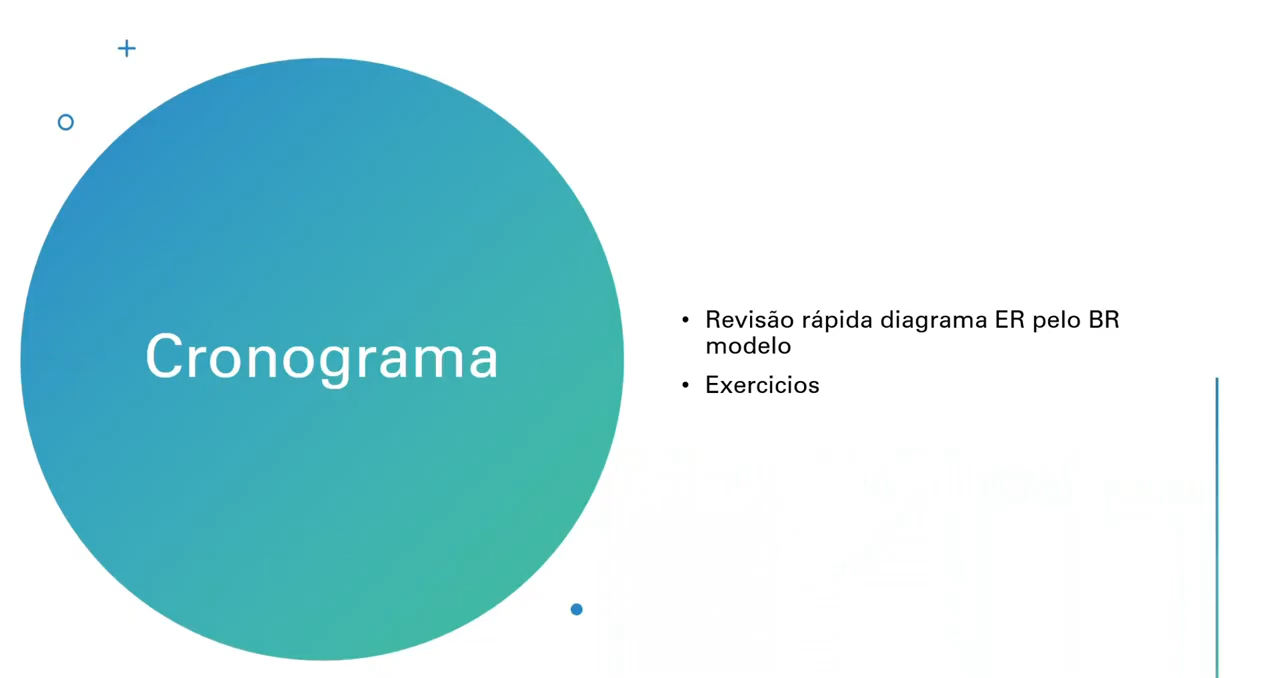 Cronograma
• Revisão rápida diagrama ER pelo BR
modelo
• Exercicios